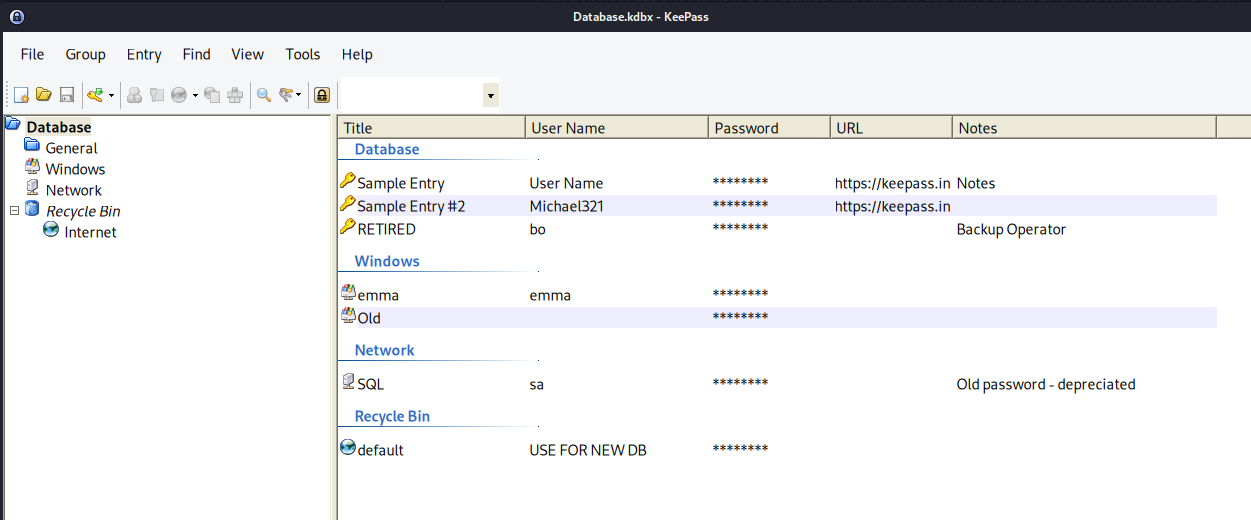 Database.kdbx - KeePass
File Group Entry Find View Tools Help
Database
General
Windows
Network
Recycle Bin
Internet
Title User Name Password URL Notes
Database
Sample Entry User Name ******** https://keepass.in Notes
Sample Entry #2 Michael321 ******** https://keepass.in
RETIRED bo ******** Backup Operator
Windows
emma emma ********
Old ********
Network
SQL sa ******** Old password - depreciated
Recycle Bin
default USE FOR NEW DB ********